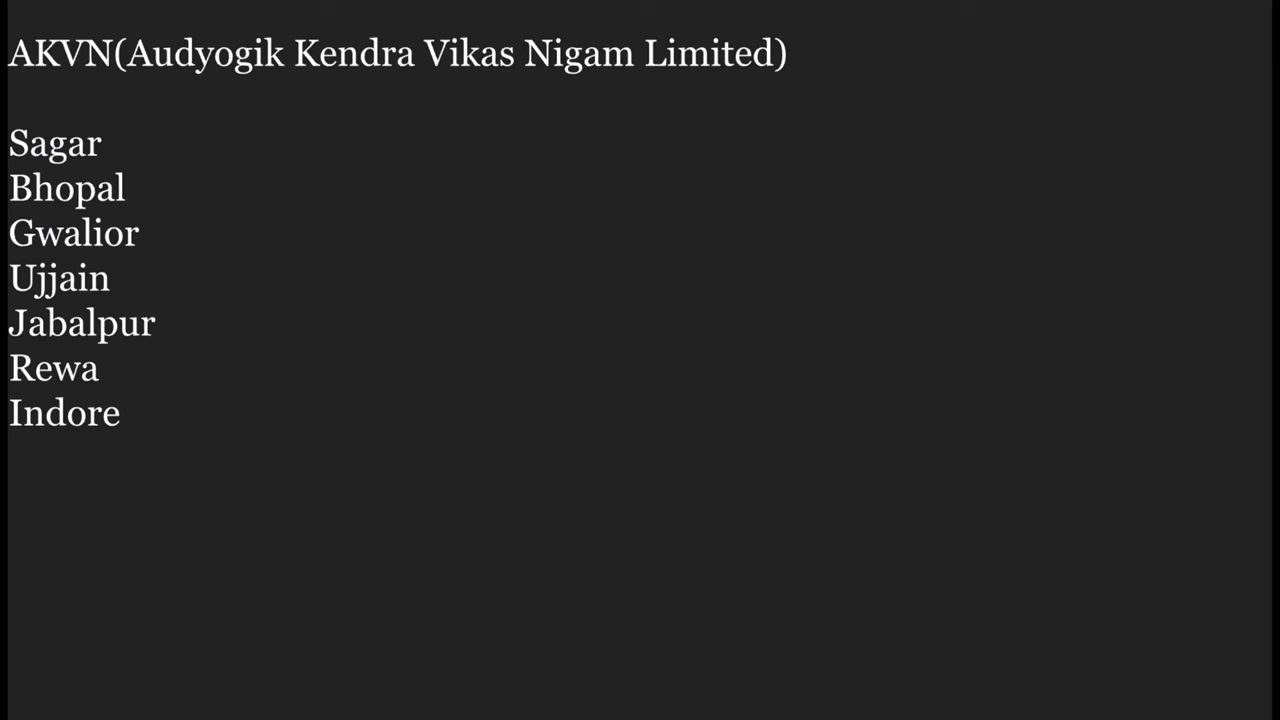 AKVN(Audyogik Kendra Vikas Nigam Limited)
Sagar
Bhopal
Gwalior
Ujjain
Jabalpur
Rewa
Indore